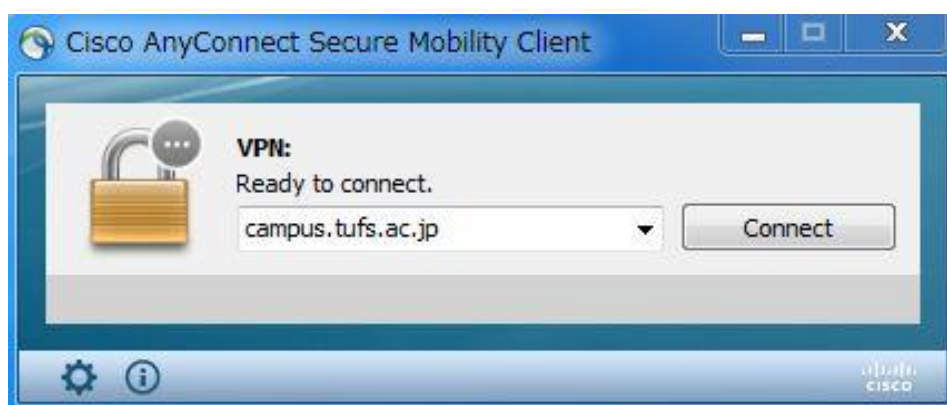 Cisco AnyConnect Secure Mobility Client
VPN:
Ready to connect.
campus.tufs.ac.jp
Connect
CISCO